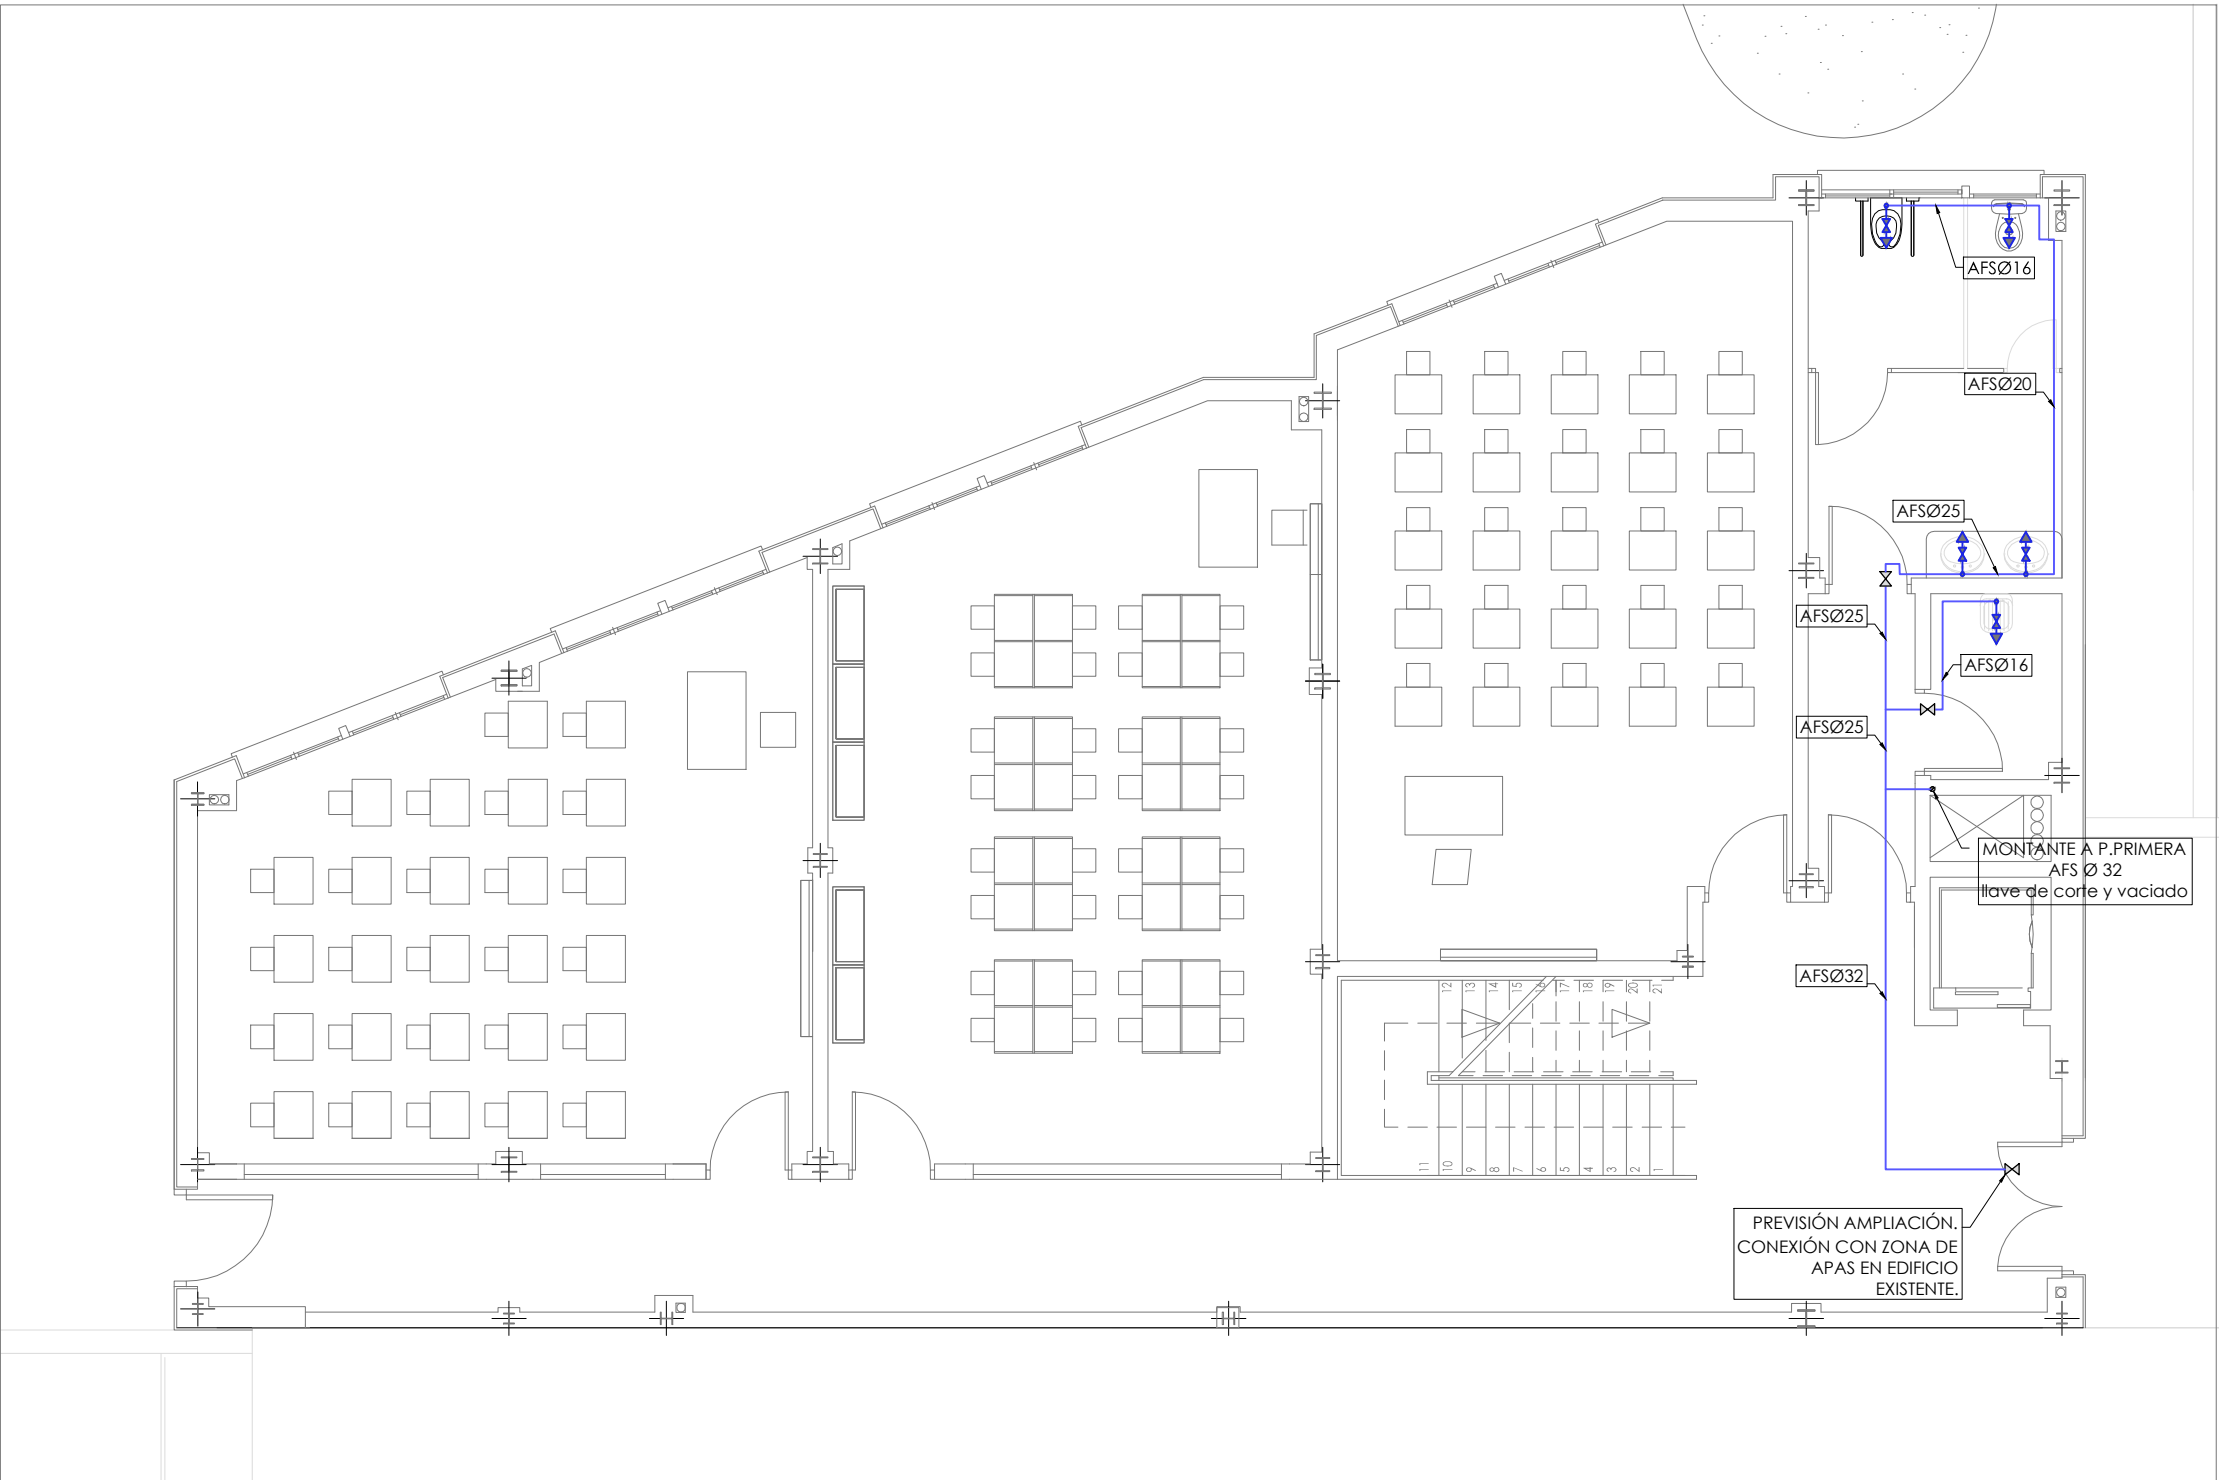 AFSØ16
AFSØ20
AFSØ25
AFSØ25
AFSØ16
AFSØ25
MONTANTE A P.PRIMERA
AFS Ø 32
llave de corte y vaciado
AFSØ32
12 13 14 15 16 17 18 19 20 21
11 10 9 8 7 6 5 4 3 2 1
PREVISIÓN AMPLIACIÓN.
CONEXIÓN CON ZONA DE
APAS EN EDIFICIO
EXISTENTE.